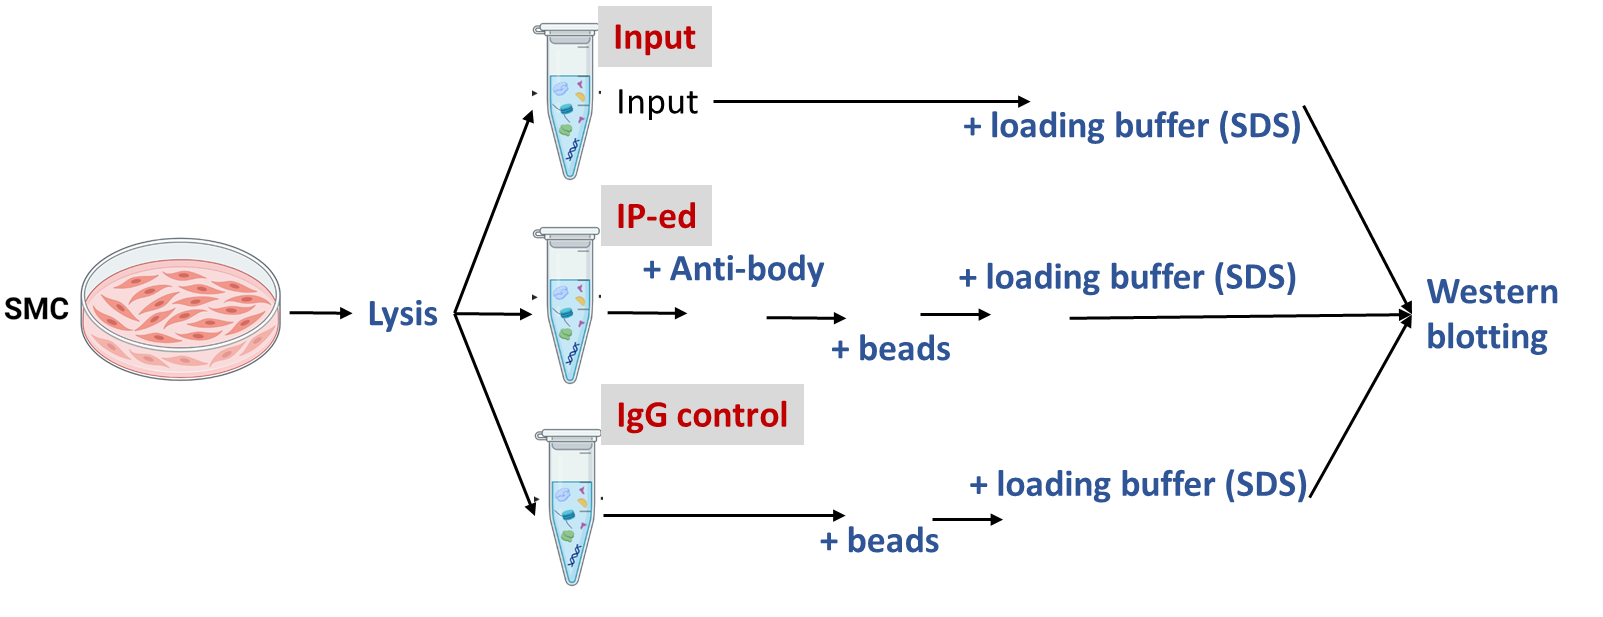 Input
Input
+ loading buffer (SDS)
IP-ed
+ Anti-body
+ loading buffer (SDS)
SMC
Lysis
+ beads
Western
blotting
IgG control
+ loading buffer (SDS)
+ beads